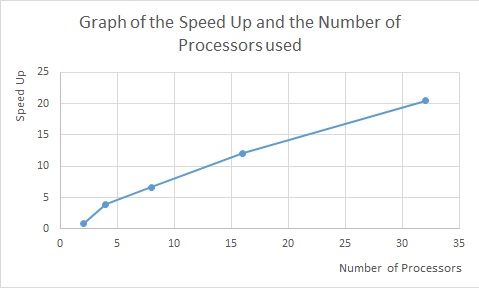 Graph of the Speed Up and the Number of
Processors used
Speed Up
25
20
15
10
5
0
0 5 10 15 20 25 30 35
Number of Processors